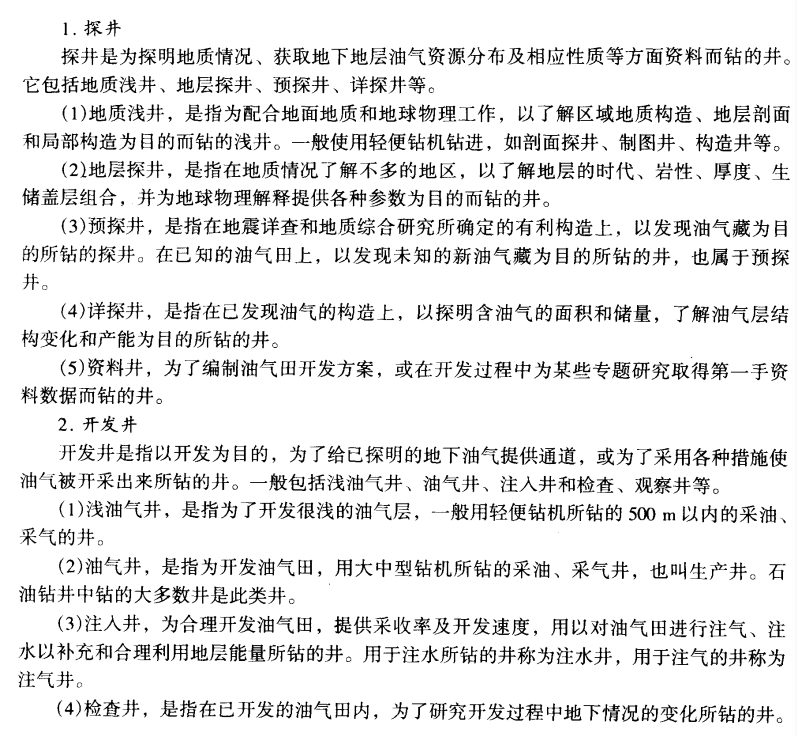 1. 探井
探井是为探明地质情况、获取地下地层油气资源分布及相应性质等方面资料而钻的井。
它包括地质浅井、地层探井、预探井、详探井等。
(1)地质浅井，是指为配合地面地质和地球物理工作，以了解区域地质构造、地层剖面
和局部构造为目的而钻的浅井。一般使用轻便钻机钻进，如剖面探井、制图井、构造井等。
(2)地层探井，是指在地质情况了解不多的地区，以了解地层的时代、岩性、厚度、生
储盖层组合，并为地球物理解释提供各种参数为目的而钻的井。
(3)预探井，是指在地震详查和地质综合研究所确定的有利构造上，以发现油气藏为目
的所钻的探井。在已知的油气田上，以发现未知的新油气藏为目的所钻的井，也属于预探
井。
(4)详探井，是指在已发现油气的构造上，以探明含油气的面积和储量，了解油气层结
构变化和产能为目的所钻的井。
(5)资料井，为了编制油气田开发方案，或在开发过程中为某些专题研究取得第一手资
料数据而钻的井。
2. 开发井
开发井是指以开发为目的，为了给已探明的地下油气提供通道，或为了采用各种措施使
油气被开采出来所钻的井。一般包括浅油气井、油气井、注入井和检查、观察井等。
(1)浅油气井，是指为了开发很浅的油气层，一般用轻便钻机所钻的 500 m 以内的采油、
采气的井。
(2)油气井，是指为开发油气田，用大中型钻机所钻的采油、采气井，也叫生产井。石
油钻井中钻的大多数井是此类井。
(3)注入井，为合理开发油气田，提供采收率及开发速度，用以对油气田进行注气、注
水以补充和合理利用地层能量所钻的井。用于注水所钻的井称为注水井，用于注气的井称为
注气井。
(4)检查井，是指在已开发的油气田内，为了研究开发过程中地下情况的变化所钻的井。